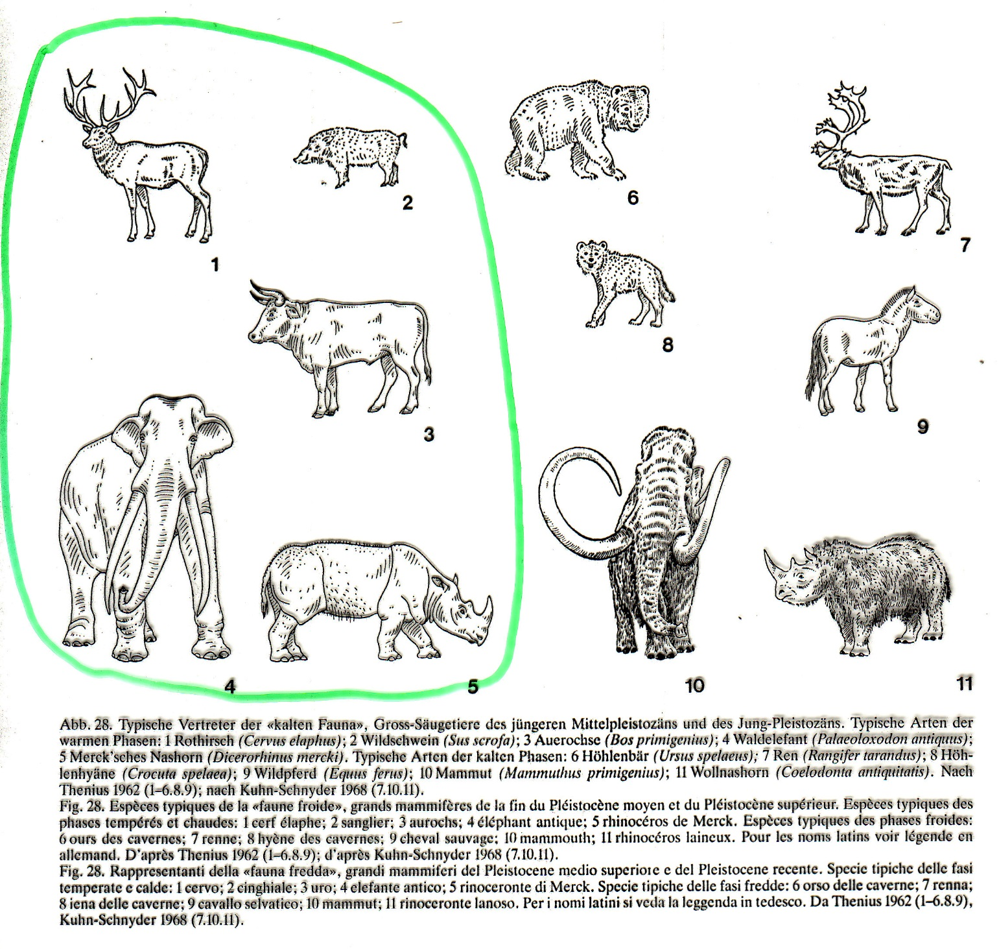 1
2
6
7
3
8
9
4
5
10
11
Abb. 28. Typische Vertreter der «kalten Fauna», Gross-Säugetiere des jüngeren Mittelpleistozäns und des Jung-Pleistozäns. Typische Arten der
warmen Phasen: 1 Rothirsch (Cervus elaphus); 2 Wildschwein (Sus scrofa); 3 Auerochse (Bos primigenius); 4 Waldelefant (Palaeoloxodon antiquus);
5 Merck'sches Nashorn (Dicerorhinus mercki). Typische Arten der kalten Phasen: 6 Höhlenbär (Ursus spelaeus); 7 Ren (Rangifer tarandus); 8 Höh-
lenhyäne (Crocuta spelaea); 9 Wildpferd (Equus ferus); 10 Mammut (Mammuthus primigenius); 11 Wollnashorn (Coelodonta antiquitatis). Nach
Thenius 1962 (1–6.8.9); nach Kuhn-Schnyder 1968 (7.10.11).
Fig. 28. Espèces typiques de la «faune froide», grands mammifères de la fin du Pléistocène moyen et du Pléistocène supérieur. Espèces typiques des
phases tempérés et chaudes: 1 cerf élaphe; 2 sanglier; 3 aurochs; 4 éléphant antique; 5 rhinocéros de Merck. Espèces typiques des phases froides:
6 ours des cavernes; 7 renne; 8 hyène des cavernes; 9 cheval sauvage; 10 mammouth; 11 rhinocéros laineux. Pour les noms latins voir légende en
allemand. D'après Thenius 1962 (1–6.8.9); d'après Kuhn-Schnyder 1968 (7.10.11).
Fig. 28. Rappresentanti della «fauna fredda», grandi mammiferi del Pleistocene medio superiore e del Pleistocene recente. Specie tipiche delle fasi
temperate e calde: 1 cervo; 2 cinghiale; 3 uro; 4 elefante antico; 5 rinoceronte di Merck. Specie tipiche delle fasi fredde: 6 orso delle caverne; 7 renna;
8 iena delle caverne; 9 cavallo selvatico; 10 mammut; 11 rinoceronte lanoso. Per i nomi latini si veda la leggenda in tedesco. Da Thenius 1962 (1–6.8.9),
Kuhn-Schnyder 1968 (7.10.11).